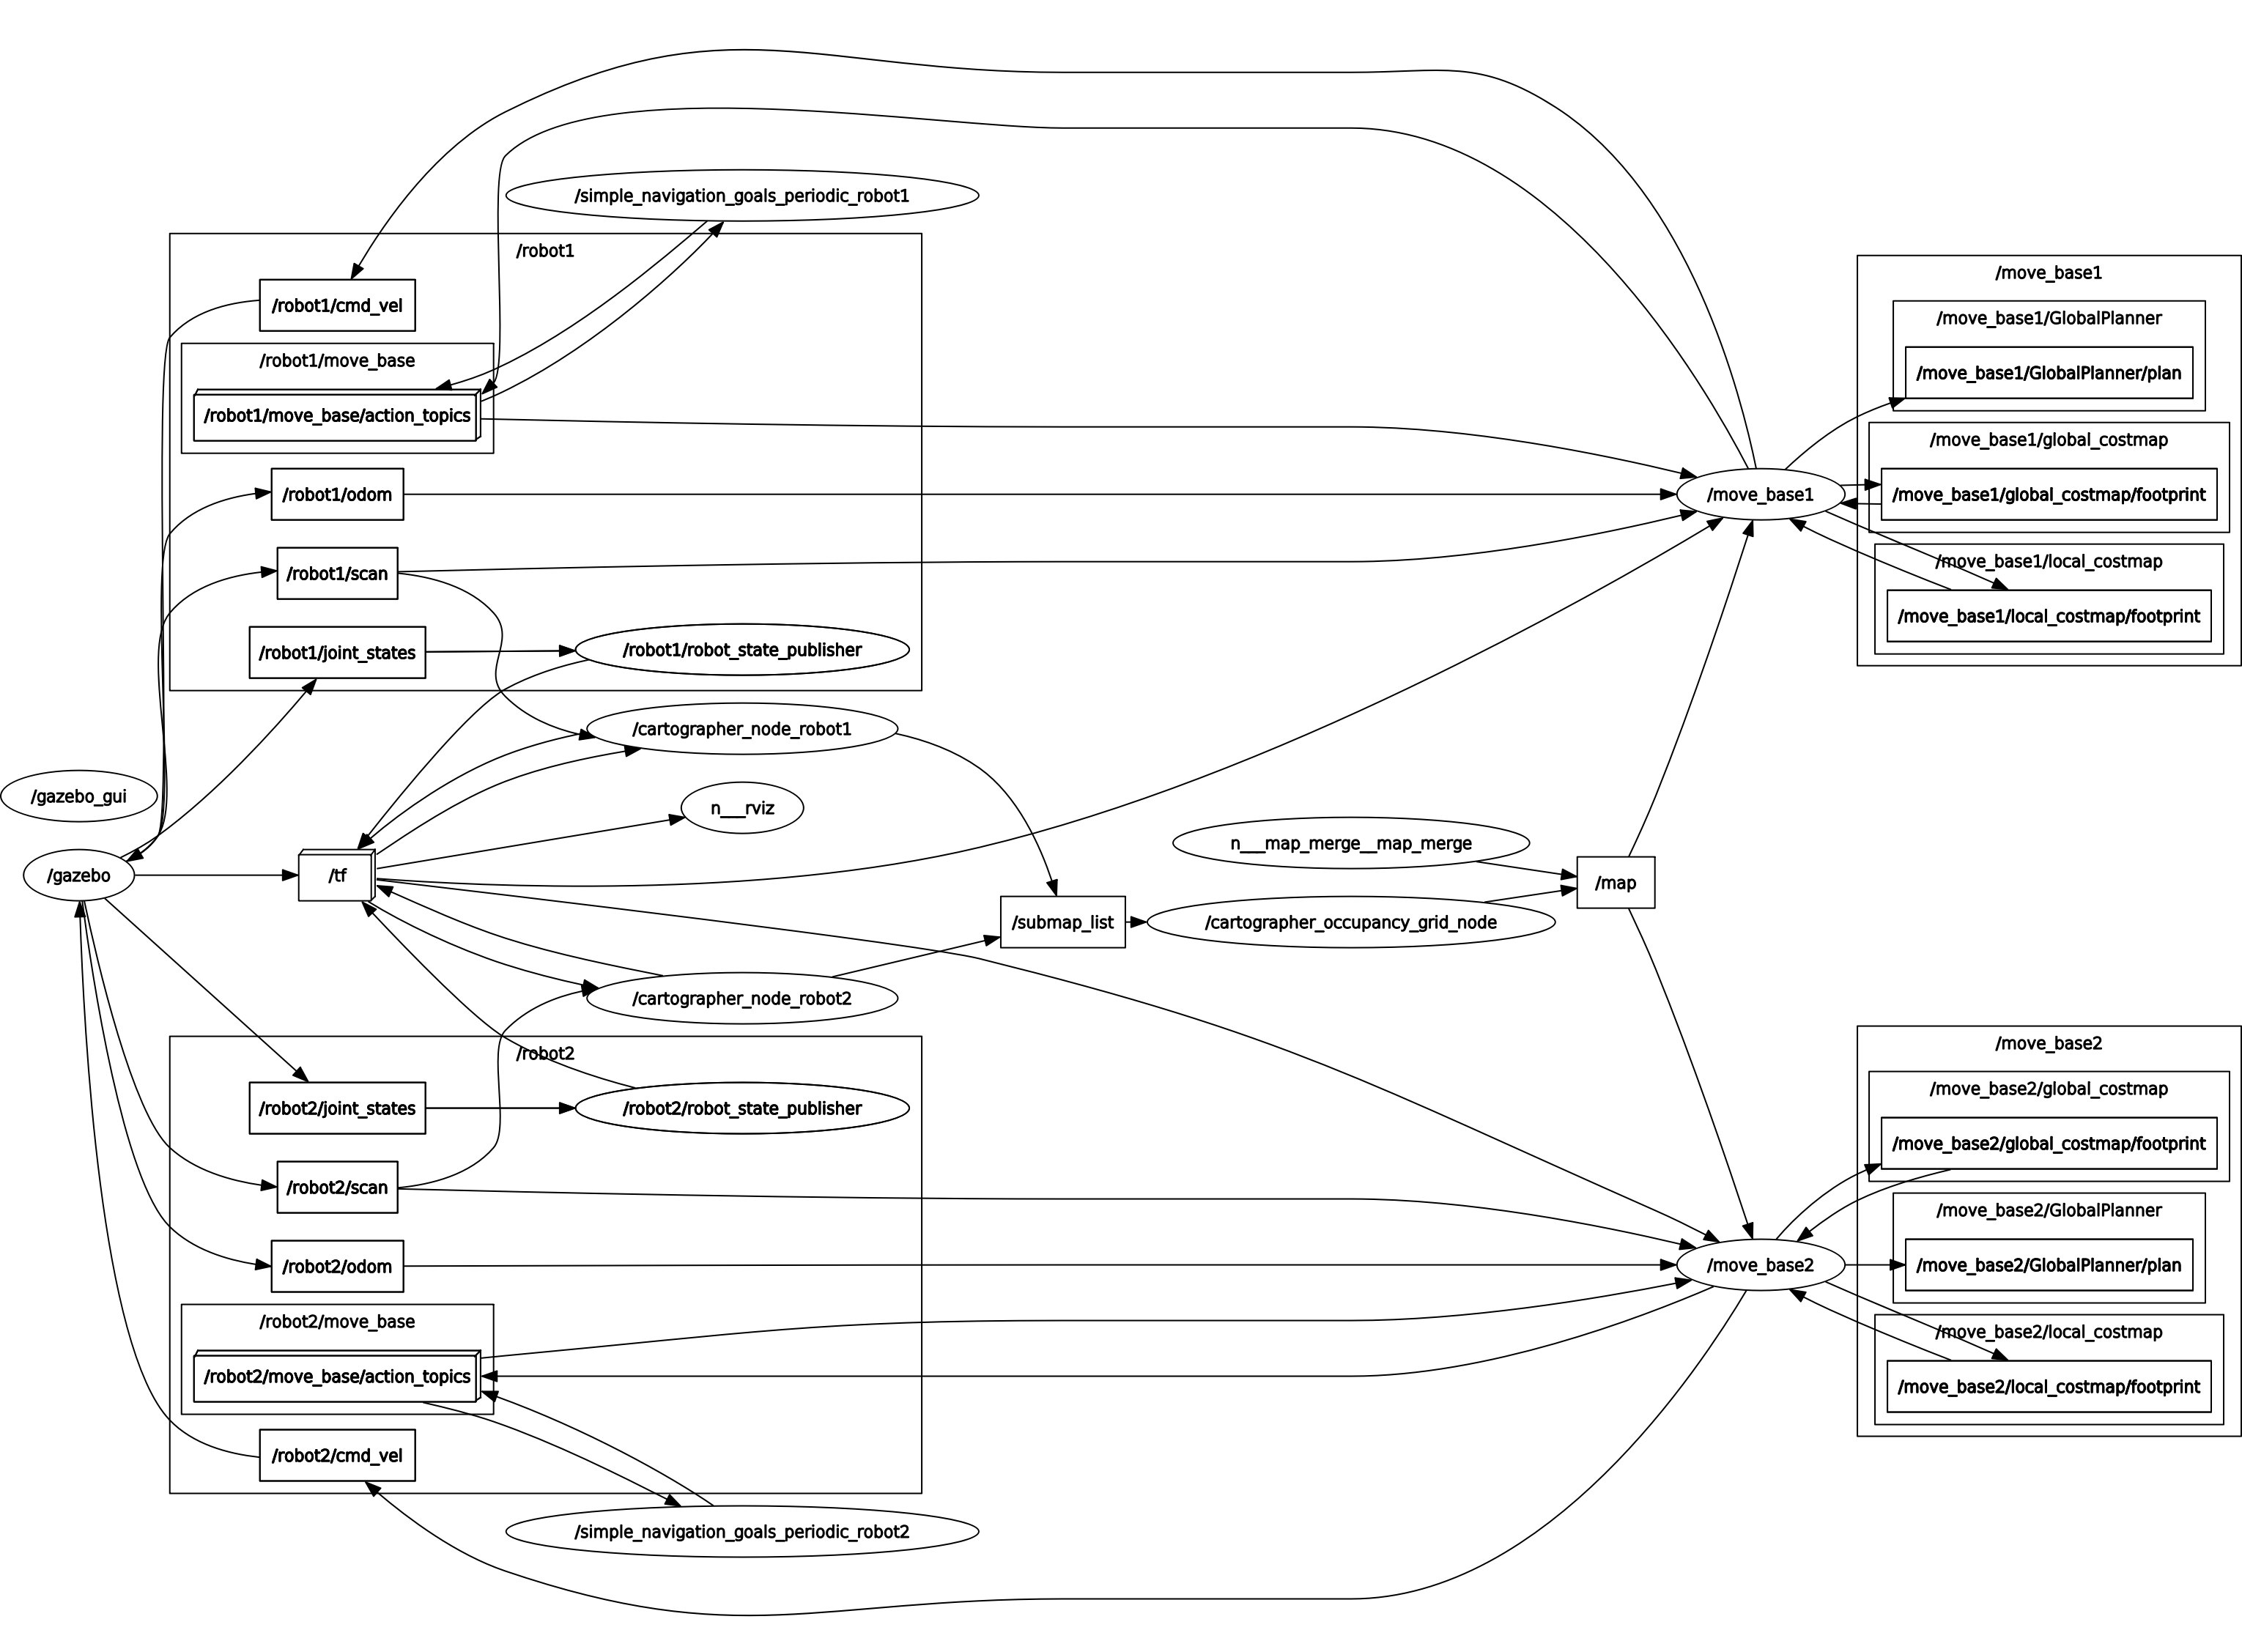 /simple_navigation_goals_periodic_robot1
/robot1
/robot1/cmd_vel
/robot1/move_base
/robot1/move_base/action_topics
/robot1/odom
/robot1/scan
/robot1/joint_states
/robot1/robot_state_publisher
/cartographer_node_robot1
/gazebo_gui
n___rviz
/gazebo
/tf
n___map_merge__map_merge
/map
/submap_list
/cartographer_occupancy_grid_node
/cartographer_node_robot2
/robot2
/robot2/joint_states
/robot2/robot_state_publisher
/robot2/scan
/robot2/odom
/robot2/move_base
/robot2/move_base/action_topics
/robot2/cmd_vel
/simple_navigation_goals_periodic_robot2
/move_base1
/move_base1
/move_base1/GlobalPlanner
/move_base1/GlobalPlanner/plan
/move_base1/global_costmap
/move_base1/global_costmap/footprint
/move_base1/local_costmap
/move_base1/local_costmap/footprint
/move_base2
/move_base2
/move_base2/global_costmap
/move_base2/global_costmap/footprint
/move_base2/GlobalPlanner
/move_base2/GlobalPlanner/plan
/move_base2/local_costmap
/move_base2/local_costmap/footprint